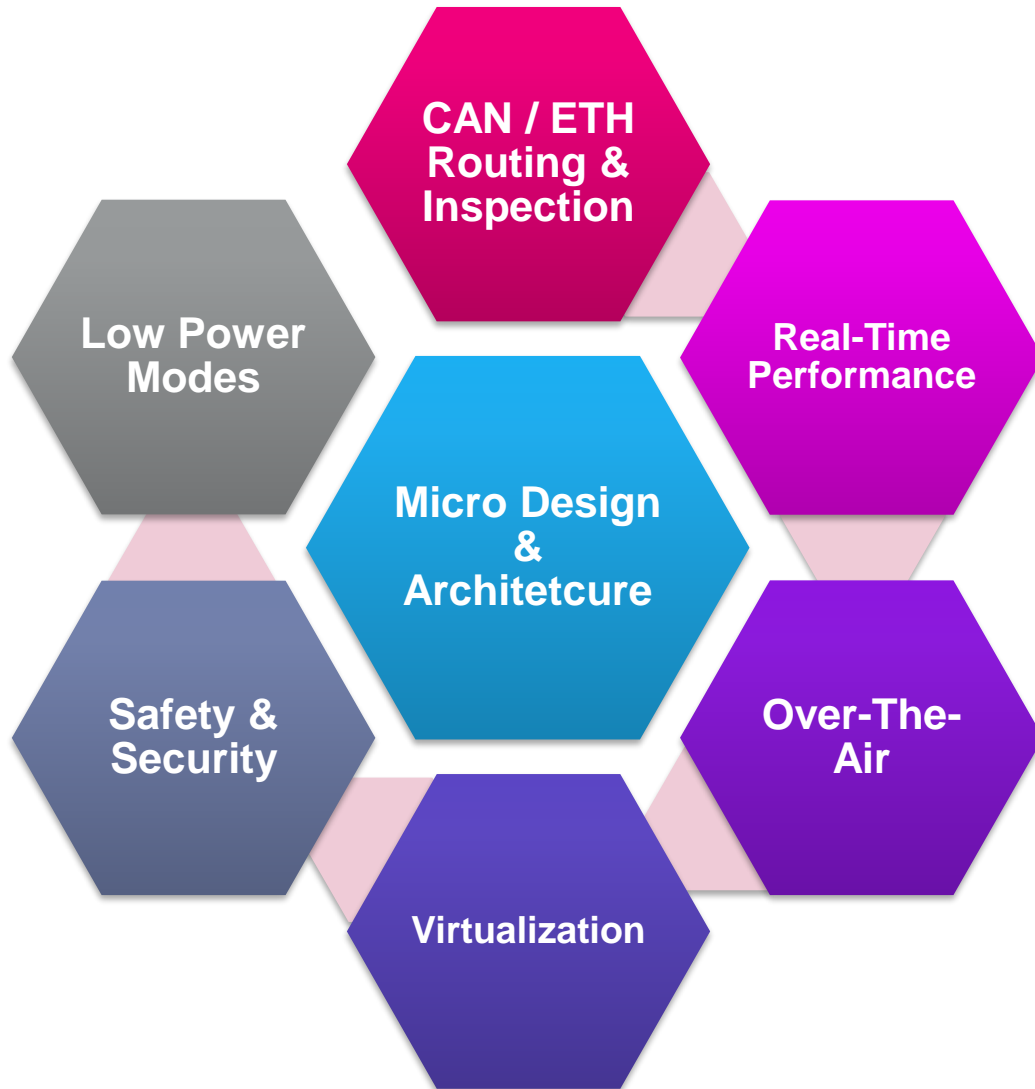 CAN / ETH
Routing &
Inspection
Low Power
Modes
Real-Time
Performance
Micro Design
&
Architetcure
Safety &
Security
Over-The-
Air
Virtualization